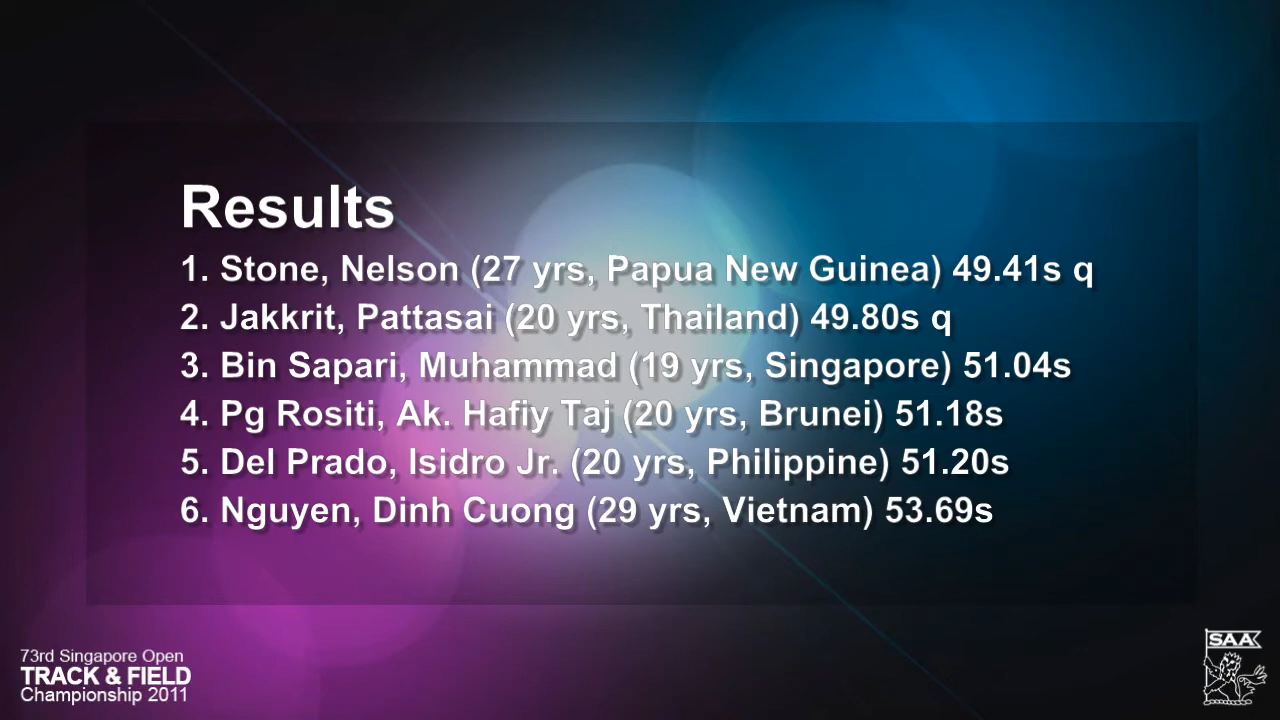 Results
1. Stone, Nelson (27 yrs, Papua New Guinea) 49.41s q
2. Jakkrit, Pattasai (20 yrs, Thailand) 49.80s q
3. Bin Sapari, Muhammad (19 yrs, Singapore) 51.04s
4. Pg Rositi, Ak. Hafiy Taj (20 yrs, Brunei) 51.18s
5. Del Prado, Isidro Jr. (20 yrs, Philippine) 51.20s
6. Nguyen, Dinh Cuong (29 yrs, Vietnam) 53.69s
73rd Singapore Open
TRACK & FIELD
Championship 2011
SAA